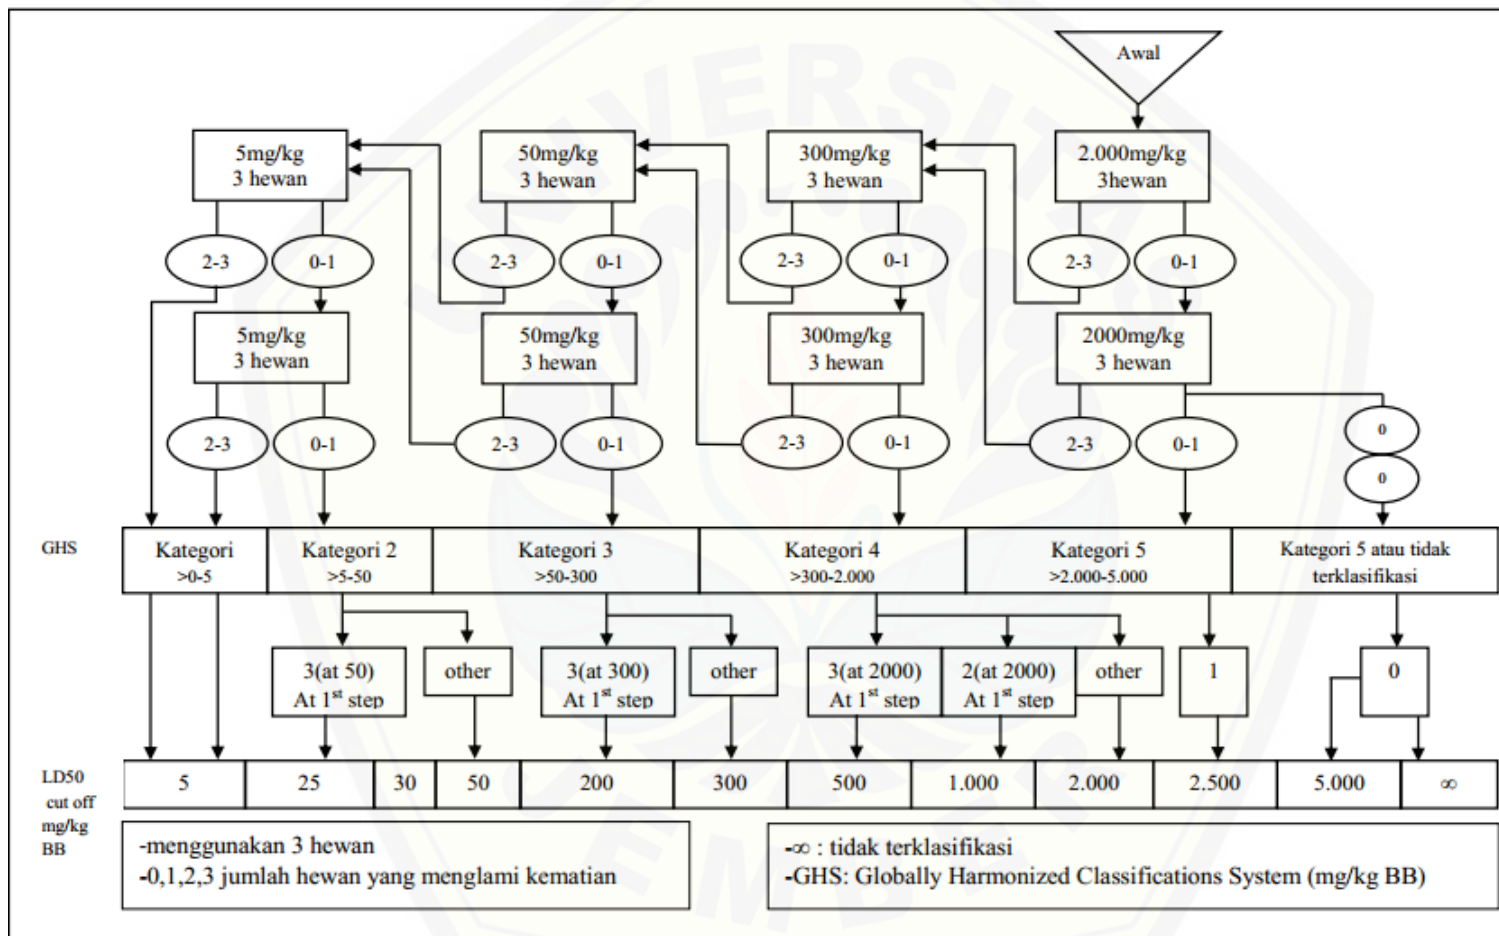 Awal
5mg/kg
3 hewan
50mg/kg
3 hewan
300mg/kg
3 hewan
2.000mg/kg
3hewan
2-3
0-1
2-3
0-1
2-3
0-1
2-3
0-1
5mg/kg
3 hewan
50mg/kg
3 hewan
300mg/kg
3 hewan
2000mg/kg
3 hewan
2-3
0-1
2-3
0-1
2-3
0-1
2-3
0-1
0
0
GHS
Kategori
>0-5
Kategori 2
>5-50
Kategori 3
>50-300
Kategori 4
>300-2.000
Kategori 5
>2.000-5.000
Kategori 5 atau tidak
terklasifikasi
3(at 50)
At 1st step
other
3(at 300)
At 1st step
other
3(at 2000)
At 1st step
2(at 2000)
At 1st step
other
1
0
LD50
cut off
mg/kg
BB
5
25
30
50
200
300
500
1.000
2.000
2.500
5.000
∞
-menggunakan 3 hewan
-0,1,2,3 jumlah hewan yang menglami kematian
-∞ : tidak terklasifikasi
-GHS: Globally Harmonized Classifications System (mg/kg BB)
UNIVERSITAS
JEMBER